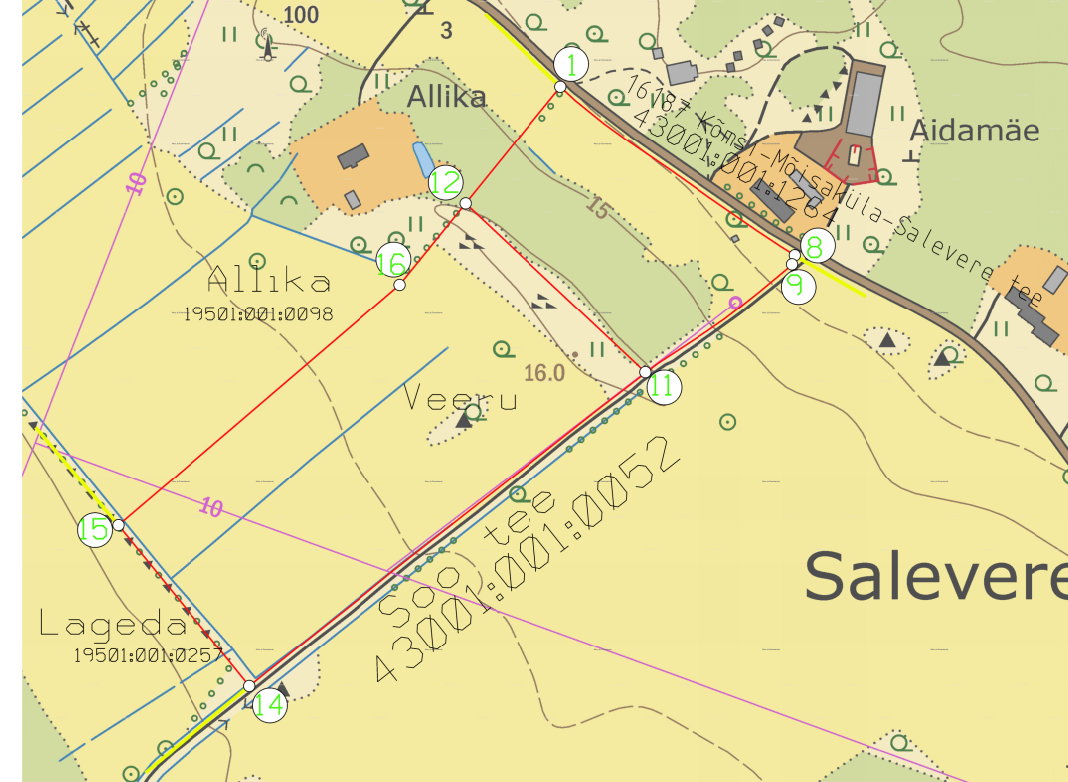 100
3
1
Allika
16187 Kõmsi-Mõisaküla-Salevere tee
43001:001:1284
Aidamäe
10
12
15
16
8
9
Allika
19501:001:0098
9
16.0
11
Veeru
10
15
Soo tee
43001:001:0052
Salevere
Lageda
19501:001:0257
14